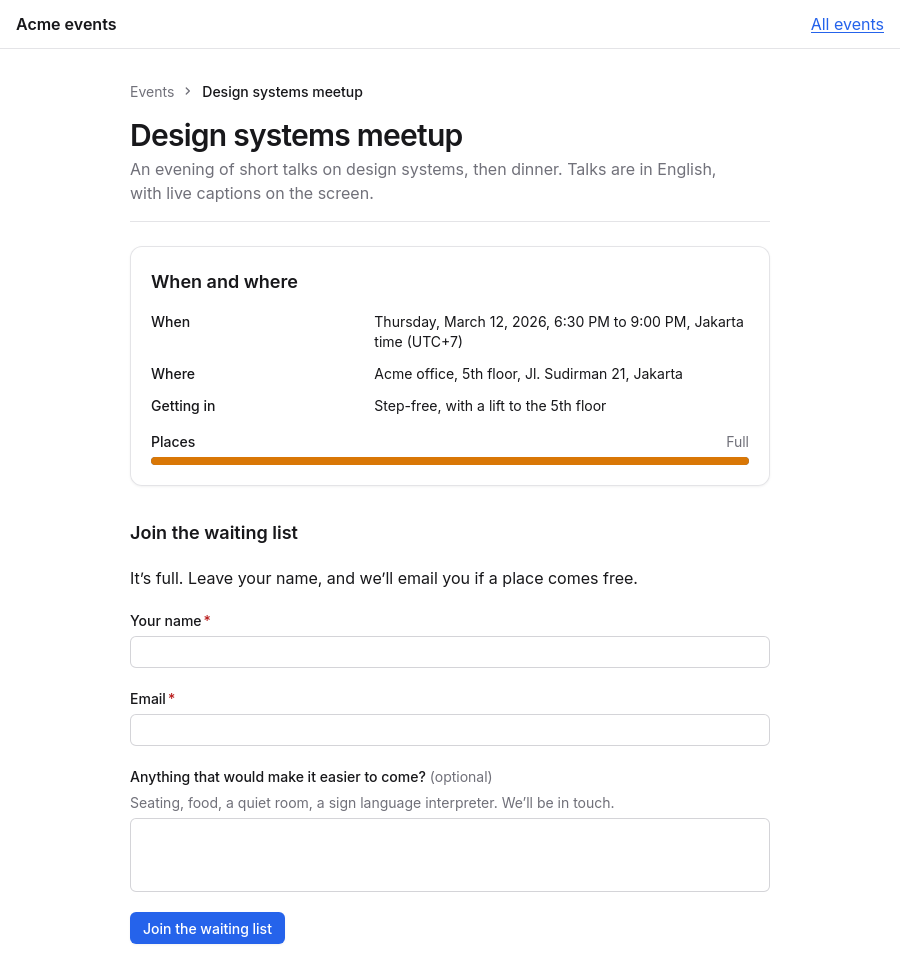 Acme events
All events
Events
Design systems meetup
Design systems meetup
An evening of short talks on design systems, then dinner. Talks are in English,
with live captions on the screen.
When and where
When
Thursday, March 12, 2026, 6:30 PM to 9:00 PM, Jakarta
time (UTC+7)
Where
Acme office, 5th floor, Jl. Sudirman 21, Jakarta
Getting in
Step-free, with a lift to the 5th floor
Places
Full
Join the waiting list
It’s full. Leave your name, and we’ll email you if a place comes free.
Your name*
Email*
Anything that would make it easier to come? (optional)
Seating, food, a quiet room, a sign language interpreter. We’ll be in touch.
Join the waiting list